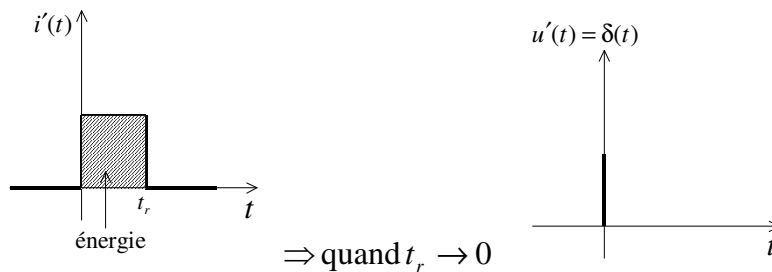 i′(t)
t_r
t
énergie
⇒ quand t_r → 0
u′(t) = δ(t)
t